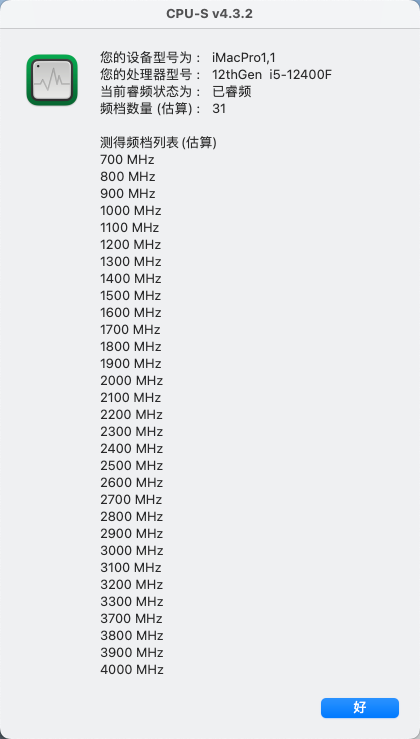 CPU-S v4.3.2
您的设备型号为： iMacPro1,1
您的处理器型号： 12thGen i5-12400F
当前睿频状态为： 已睿频
频档数量 (估算)： 31
测得频档列表 (估算)
700 MHz
800 MHz
900 MHz
1000 MHz
1100 MHz
1200 MHz
1300 MHz
1400 MHz
1500 MHz
1600 MHz
1700 MHz
1800 MHz
1900 MHz
2000 MHz
2100 MHz
2200 MHz
2300 MHz
2400 MHz
2500 MHz
2600 MHz
2700 MHz
2800 MHz
2900 MHz
3000 MHz
3100 MHz
3200 MHz
3300 MHz
3700 MHz
3800 MHz
3900 MHz
4000 MHz
好